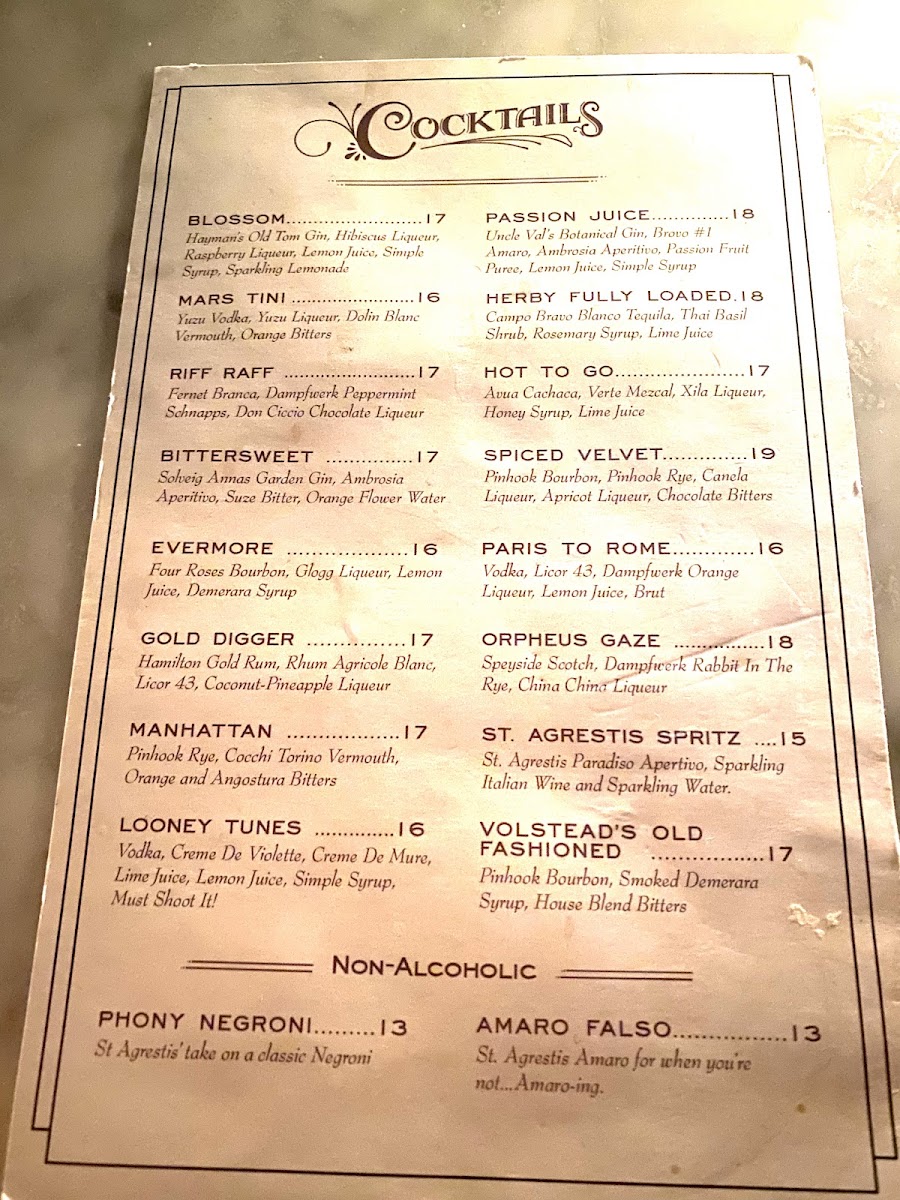 Cocktails
BLOSSOM..........................17
Hayman's Old Tom Gin, Hibiscus Liqueur,
Raspberry Liqueur, Lemon Juice, Simple
Syrup, Sparkling Lemonade
MARS TINI.......................16
Yuzu Vodka, Yuzu Liqueur, Dolin Blanc
Vermouth, Orange Bitters
RIFF RAFF ........................17
Fernet Branca, Dampfwerk Peppermint
Schnapps, Don Ciccio Chocolate Liqueur
BITTERSWEET ...............17
Solveig Annas Garden Gin, Ambrosia
Aperitivo, Suze Bitter, Orange Flower Water
EVERMORE ....................16
Four Roses Bourbon, Glogg Liqueur, Lemon
Juice, Demerara Syrup
GOLD DIGGER ................17
Hamilton Gold Rum, Rhum Agricole Blanc,
Licor 43, Coconut-Pineapple Liqueur
MANHATTAN ..................17
Pinhook Rye, Cocchi Torino Vermouth,
Orange and Angostura Bitters
LOONEY TUNES ..............16
Vodka, Creme De Violette, Creme De Mure,
Lime Juice, Lemon Juice, Simple Syrup,
Must Shoot It!
PASSION JUICE..............18
Uncle Val's Botanical Gin, Brovo #1
Amaro, Ambrosia Aperitivo, Passion Fruit
Puree, Lemon Juice, Simple Syrup
HERBY FULLY LOADED.18
Campo Bravo Blanco Tequila, Thai Basil
Shrub, Rosemary Syrup, Lime Juice
HOT TO GO.......................17
Avua Cachaca, Verte Mezcal, Xila Liqueur,
Honey Syrup, Lime Juice
SPICED VELVET...............19
Pinhook Bourbon, Pinhook Rye, Canela
Liqueur, Apricot Liqueur, Chocolate Bitters
PARIS TO ROME.............16
Vodka, Licor 43, Dampfwerk Orange
Liqueur, Lemon Juice, Brut
ORPHEUS GAZE ................18
Speyside Scotch, Dampfwerk Rabbit In The
Rye, China China Liqueur
ST. AGRESTIS SPRITZ ....15
St. Agrestis Paradiso Apertivo, Sparkling
Italian Wine and Sparkling Water.
VOLSTEAD'S OLD
FASHIONED .................17
Pinhook Bourbon, Smoked Demerara
Syrup, House Blend Bitters
Non-Alcoholic
PHONY NEGRONI.........13
St Agrestis' take on a classic Negroni
AMARO FALSO................13
St. Agrestis Amaro for when you're
not...Amaro-ing.